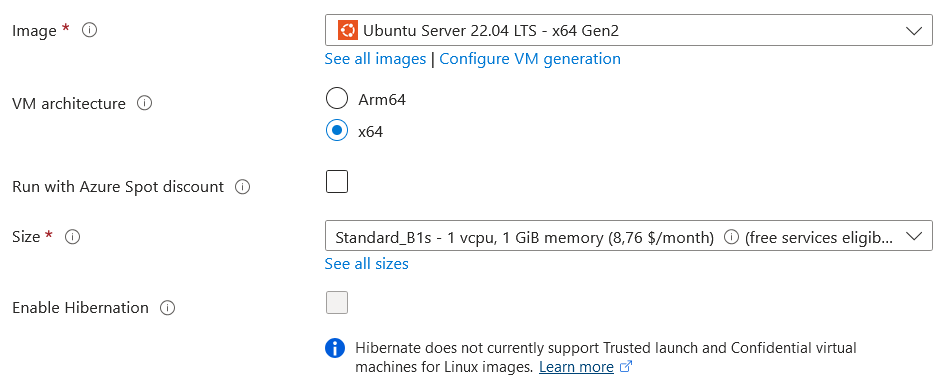 Image *
Ubuntu Server 22.04 LTS - x64 Gen2
See all images | Configure VM generation
VM architecture
Arm64
x64
Run with Azure Spot discount
Size *
Standard_B1s - 1 vcpu, 1 GiB memory (8,76 $/month) (free services eligib...
See all sizes
Enable Hibernation
Hibernate does not currently support Trusted launch and Confidential virtual
machines for Linux images. Learn more